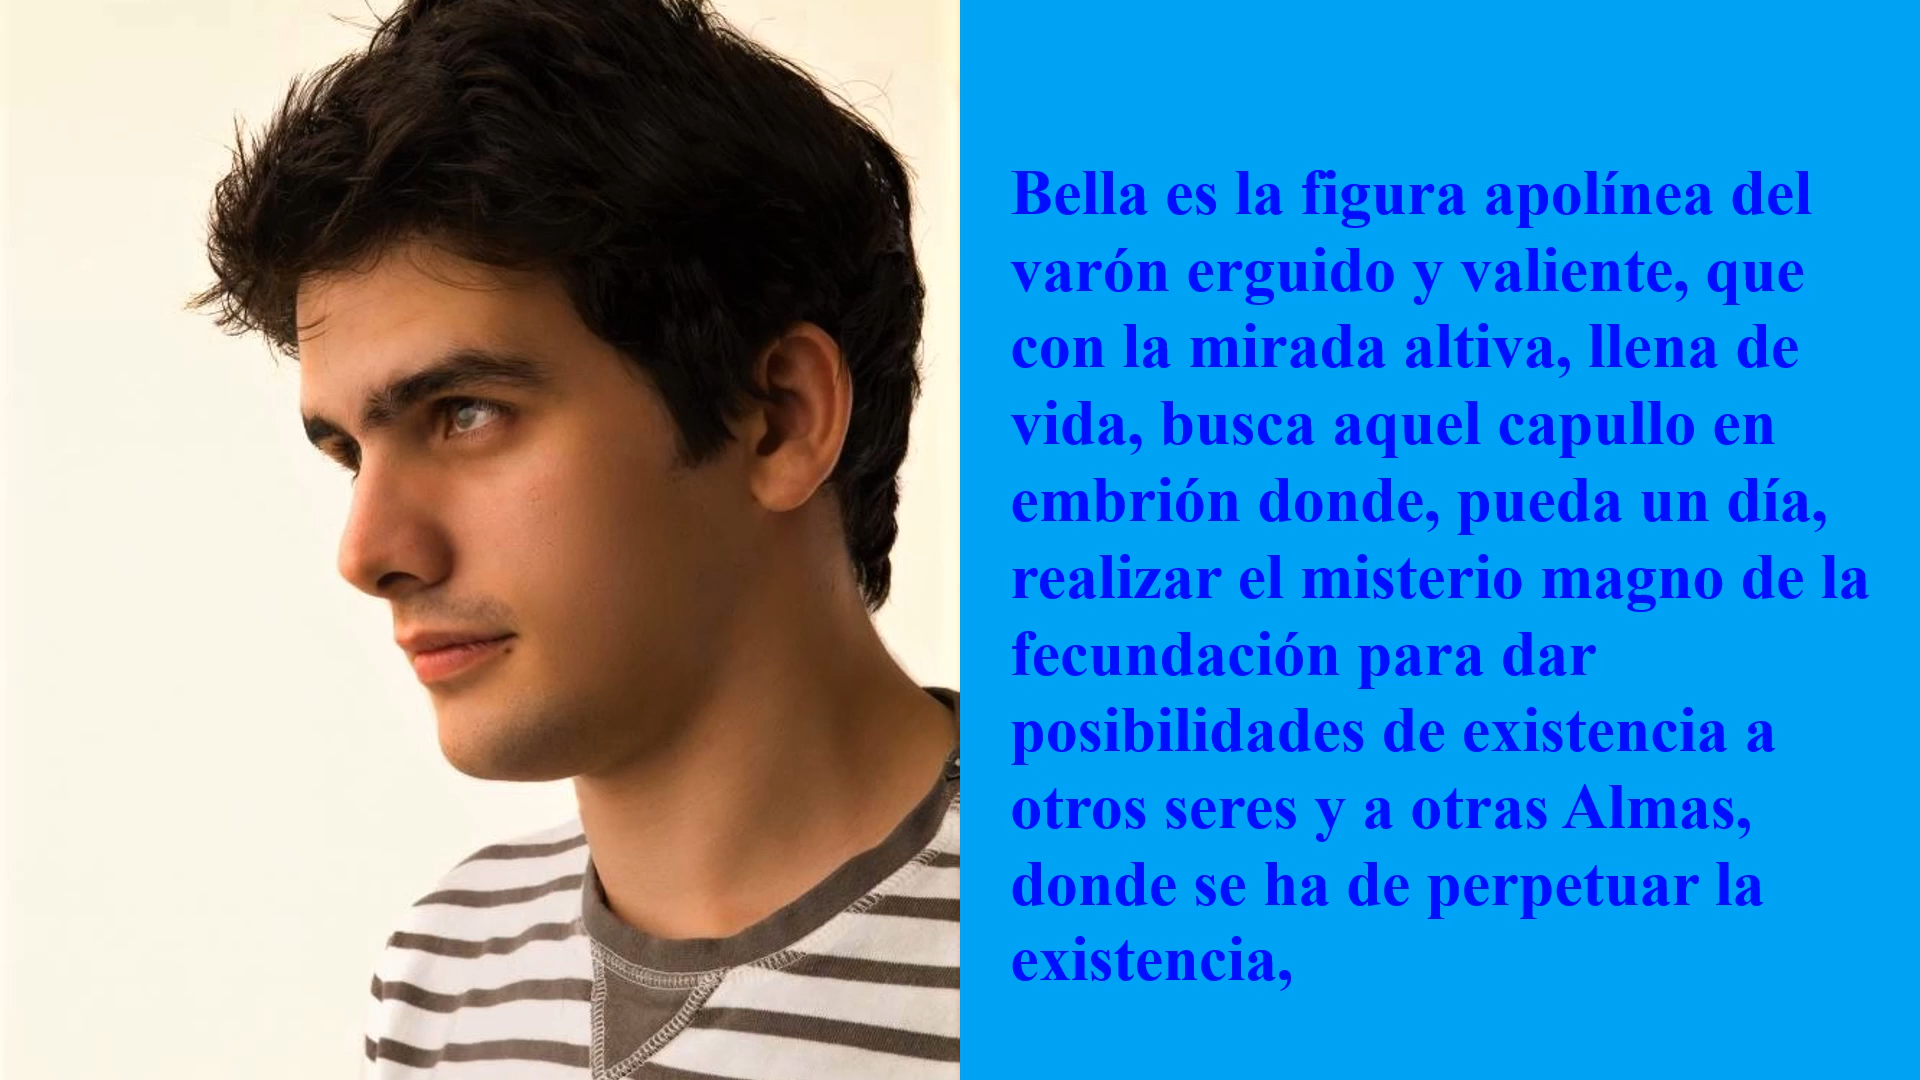 Bella es la figura apolínea del
varón erguido y valiente, que
con la mirada altiva, llena de
vida, busca aquel capullo en
embrión donde, pueda un día,
realizar el misterio magno de la
fecundación para dar
posibilidades de existencia a
otros seres y a otras Almas,
donde se ha de perpetuar la
existencia,